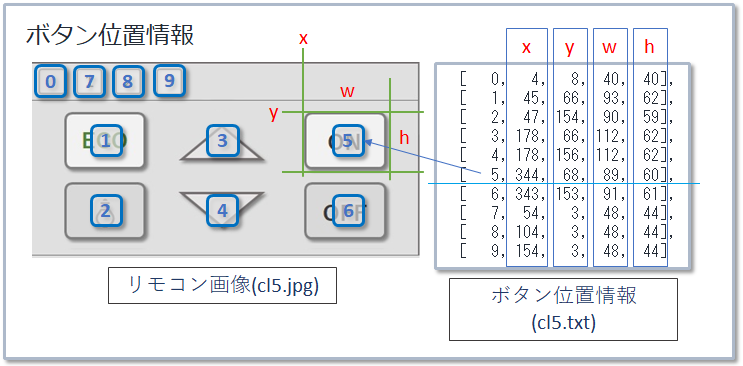 ボタン位置情報
x
x y w h
w
y
h
0 7 8 9
ECO
1 3 5
ON
2 4 6
OFF
[ 0, 4, 8, 40, 40],
[ 1, 45, 66, 93, 62],
[ 2, 47, 154, 90, 59],
[ 3, 178, 66, 112, 62],
[ 4, 178, 156, 112, 62],
[ 5, 344, 68, 89, 60],
[ 6, 343, 153, 91, 61],
[ 7, 54, 3, 48, 44],
[ 8, 104, 3, 48, 44],
[ 9, 154, 3, 48, 44],
リモコン画像(cl5.jpg)
ボタン位置情報
(cl5.txt)